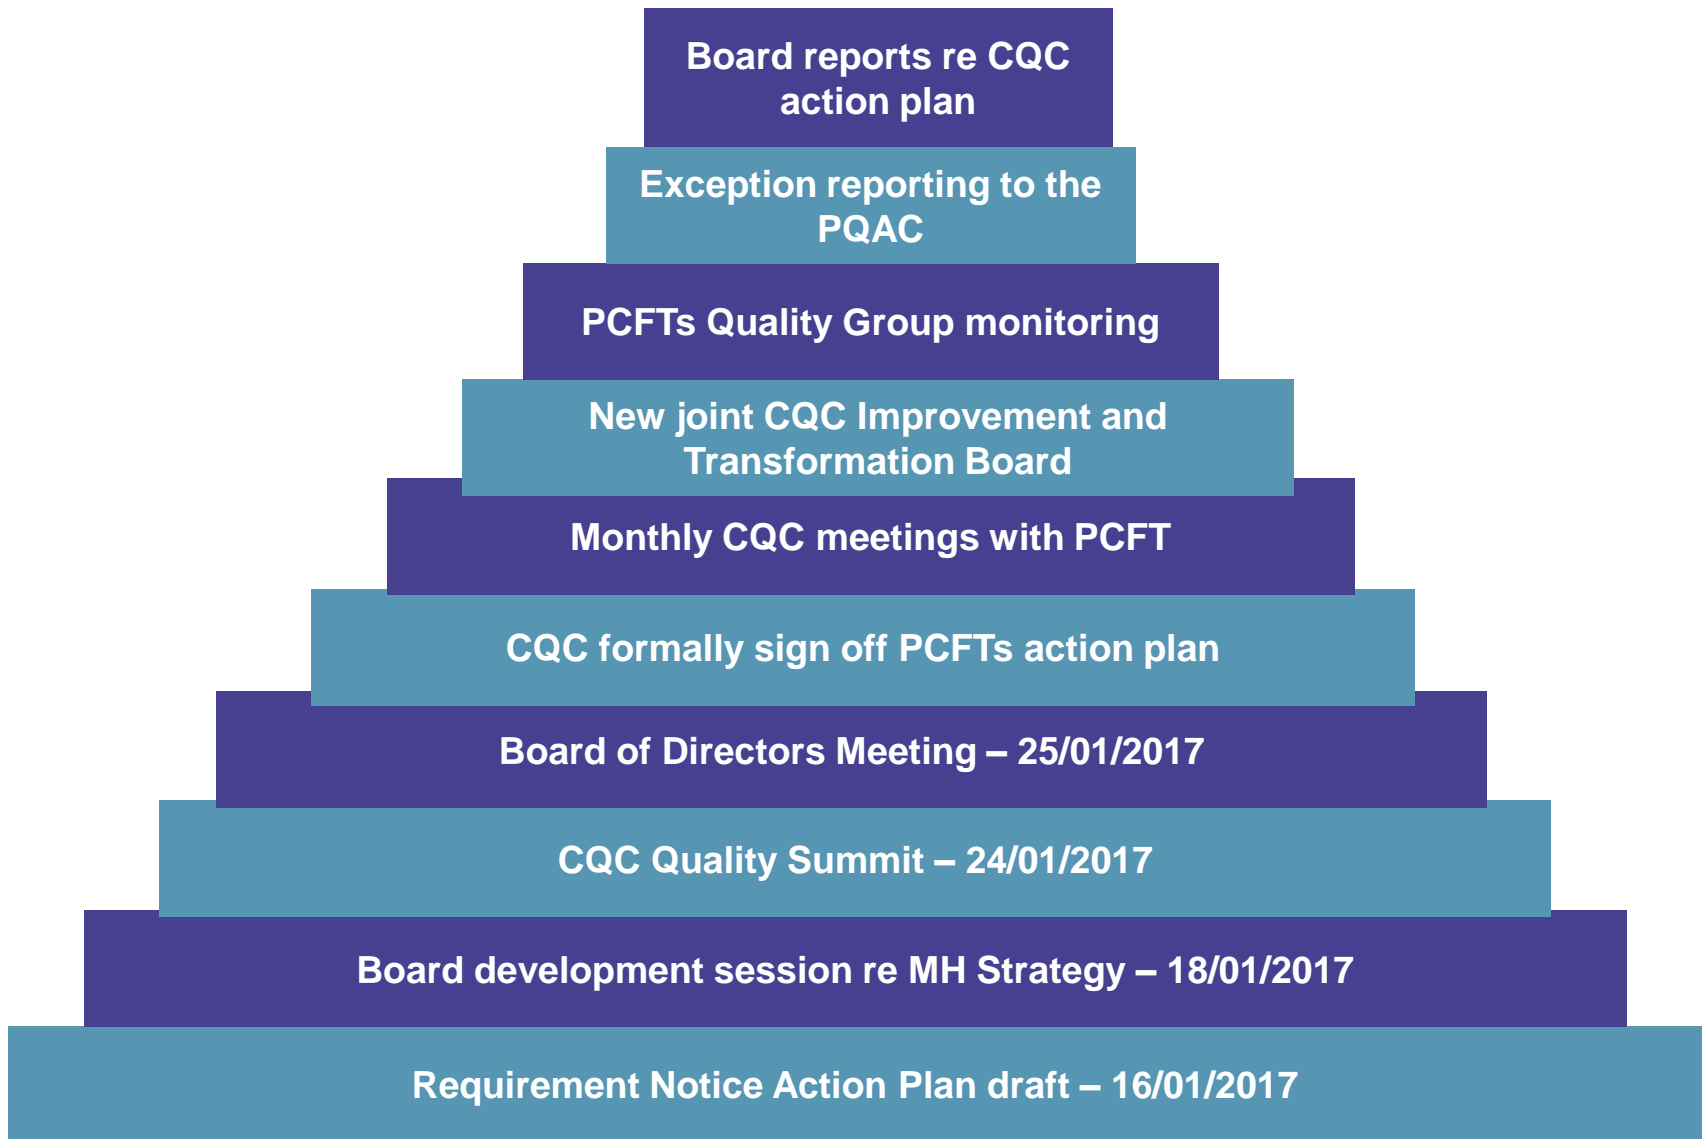 Board reports re CQC
action plan
Exception reporting to the
PQAC
PCFTs Quality Group monitoring
New joint CQC Improvement and
Transformation Board
Monthly CQC meetings with PCFT
CQC formally sign off PCFTs action plan
Board of Directors Meeting – 25/01/2017
CQC Quality Summit – 24/01/2017
Board development session re MH Strategy – 18/01/2017
Requirement Notice Action Plan draft – 16/01/2017